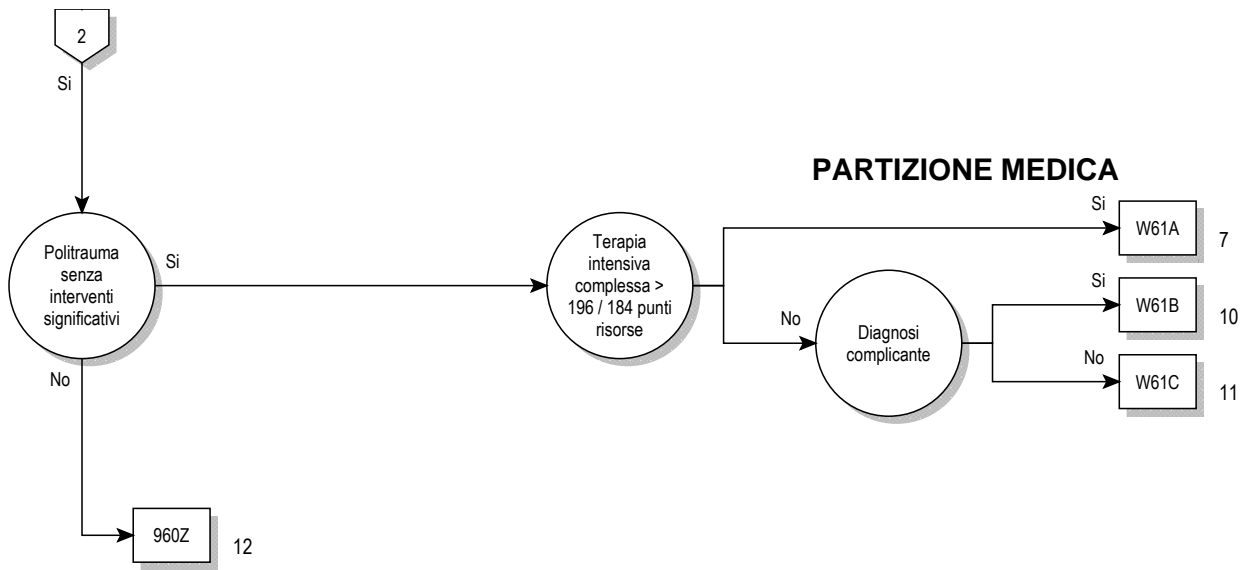 2
Si
PARTIZIONE MEDICA
Politrauma
senza
interventi
significativi
Si
Terapia
intensiva
complessa >
196 / 184 punti
risorse
Si
W61A
7
No
Diagnosi
complicante
Si
W61B
10
No
W61C
11
No
960Z
12